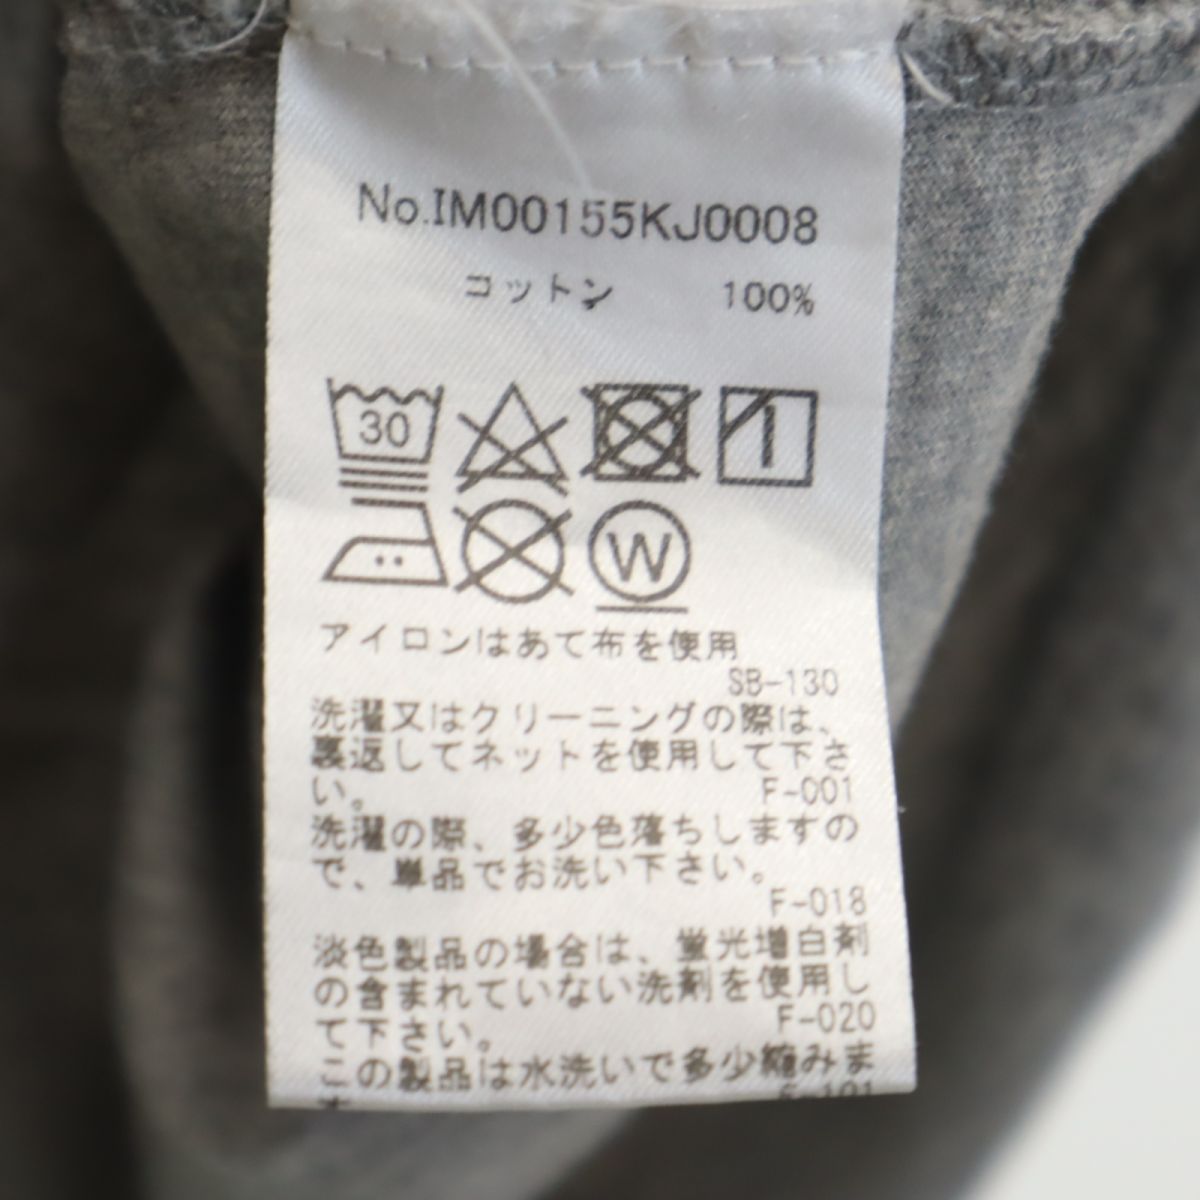 No.IM00155KJ0008
コットン 100%
30
W
アイロンはあて布を使用
SB-130
洗濯又はクリーニングの際は、
裏返してネットを使用して下さ
い。 F-001
洗濯の際、多少色落ちしますの
で、単品でお洗い下さい。
F-018
淡色製品の場合は、蛍光増白剤
の含まれていない洗剤を使用し
て下さい。 F-020
この製品は水洗いで多少縮みま